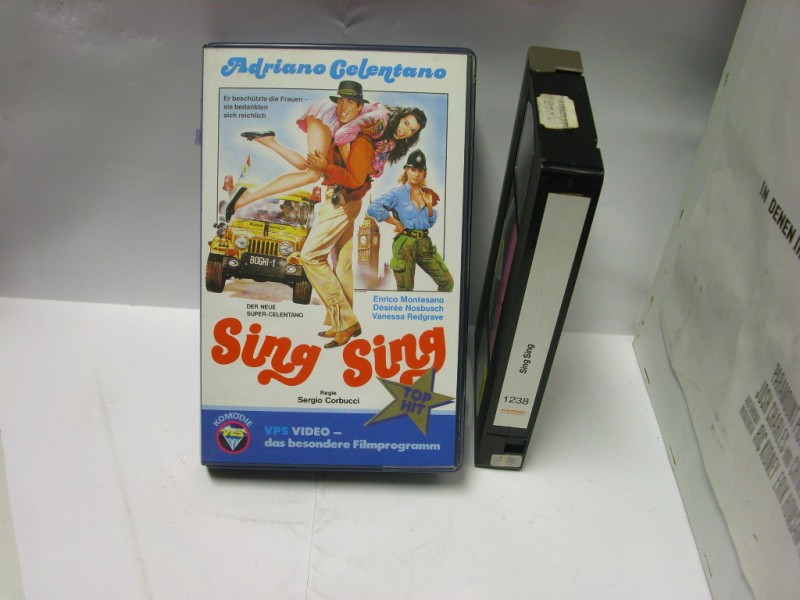 Adriano Celentano
Er beschützte die Frauen –
sie bedankten
sich reichlich
BOGHI-1
DER NEUE
SUPER-CELENTANO
Enrico Montesano
Désirée Nosbusch
Vanessa Redgrave
Sing Sing
Regie
Sergio Corbucci
TOP
HIT
KOMÖDIE
VPS VIDEO –
das besondere Filmprogramm
Sing Sing
1238
IN DENEN